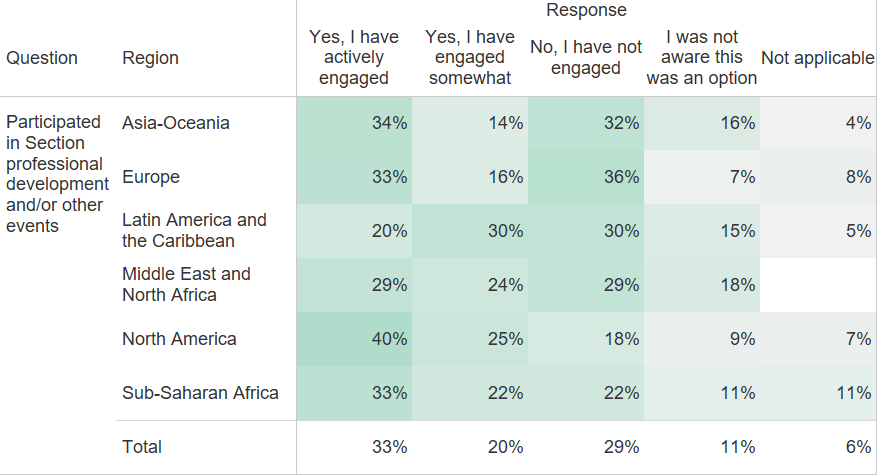 Response
Question Region Yes, I have actively engaged Yes, I have engaged somewhat No, I have not engaged I was not aware this was an option Not applicable
Participated in Section professional development and/or other events
Asia-Oceania 34% 14% 32% 16% 4%
Europe 33% 16% 36% 7% 8%
Latin America and the Caribbean 20% 30% 30% 15% 5%
Middle East and North Africa 29% 24% 29% 18%
North America 40% 25% 18% 9% 7%
Sub-Saharan Africa 33% 22% 22% 11% 11%
Total 33% 20% 29% 11% 6%